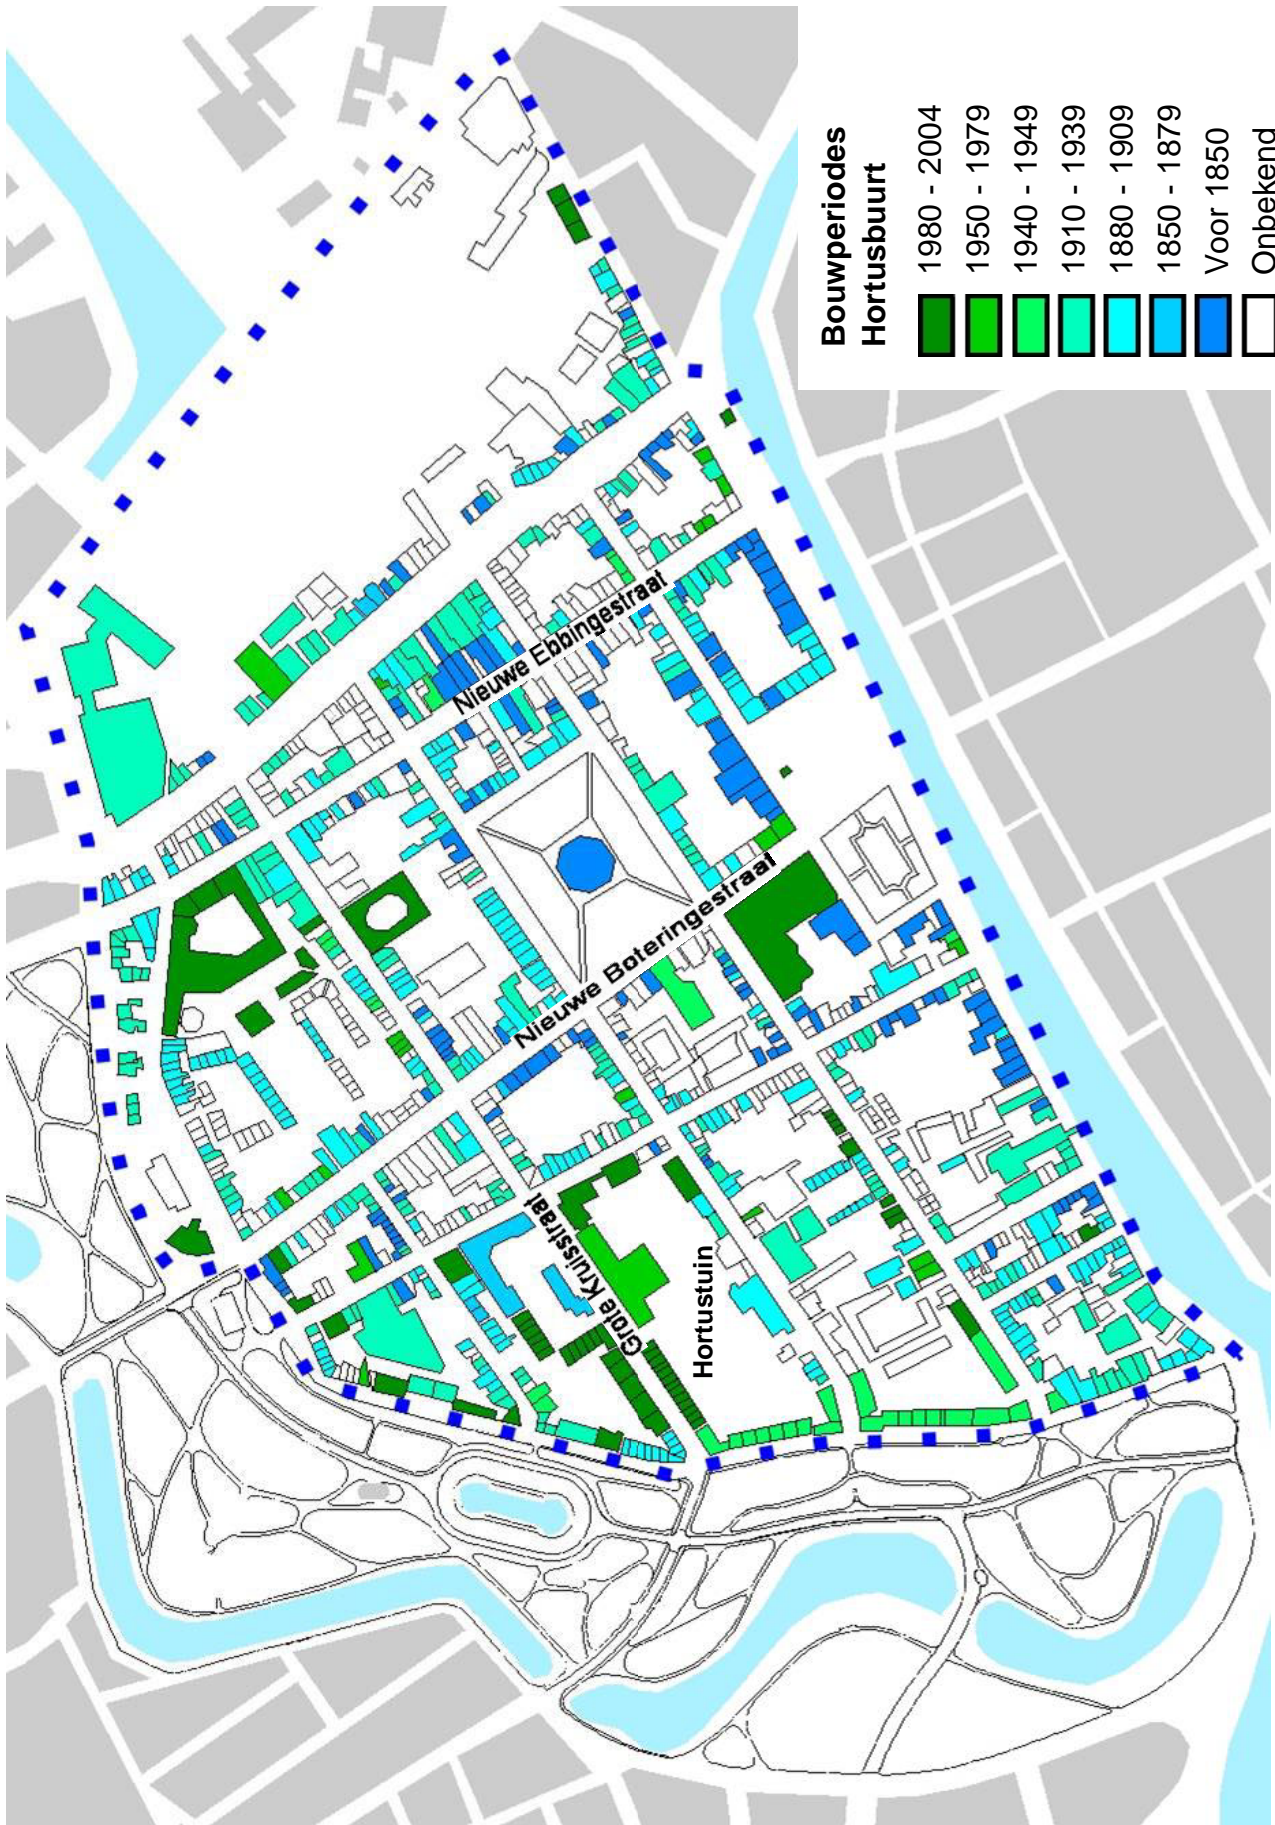 Bouwperiodes
Hortusbuurt
1980 - 2004
1950 - 1979
1940 - 1949
1910 - 1939
1880 - 1909
1850 - 1879
Voor 1850
Onbekend
Nieuwe Ebbingestraat
Nieuwe Boteringestraat
Grote Kruisstraat
Hortustuin